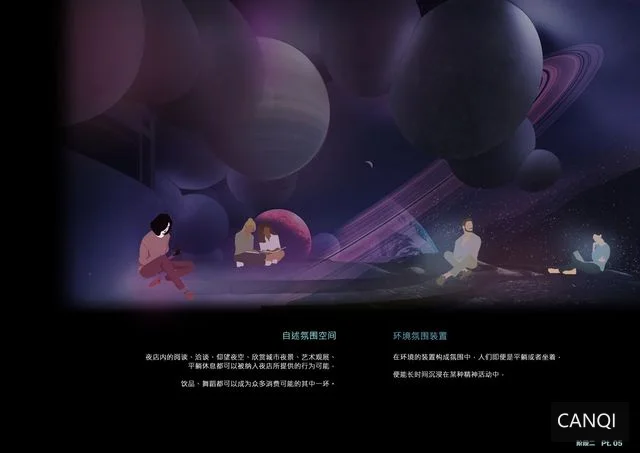 自述氛围空间
夜店内的阅读、洽谈、仰望夜空、欣赏城市夜景、艺术观展、
平躺休息都可以被纳入夜店所提供的行为可能，
饮品、舞蹈都可以成为众多消费可能的其中一环。
环境氛围装置
在环境的装置构成氛围中，人们即便是平躺或者坐着，
便能长时间沉浸在某种精神活动中。
CANQI
阶段二 Pt. 05